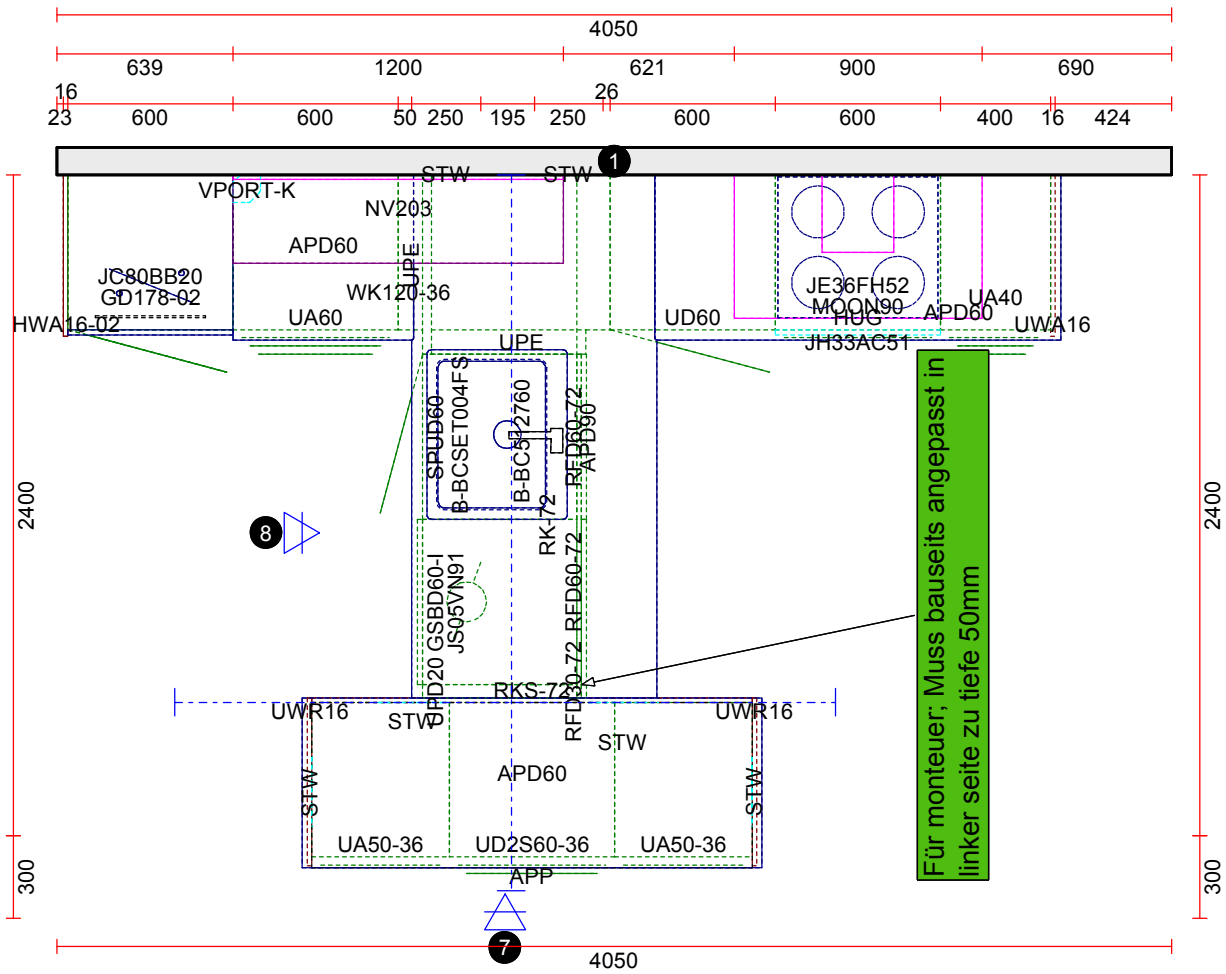 4050
639 1200 621 900 690
16 26
23 600 600 50 250 195 250 600 600 400 16 424
1
STW STW
VPORT-K
NV203
APD60
UPE
JC80BB20
GD178-02
WK120-36
JE36FH52
MOON90
UA40
HWA16-02
UA60
UD60
HUG
APD60
UWA16
UPE
JH33AC51
SPUD60
B-BCSET004FS
B-BC512760
RFD60-72
APD90
2400
2400
8
RK-72
UPD20 GSBD60-I
JS05VN91
RFD30-72 RFD60-72
Für monteuer; Muss bauseits angepasst in
linker seite zu tiefe 50mm
RKS-72
UWR16
UWR16
STW
STW
STW
STW
APD60
UA50-36
UD2S60-36
UA50-36
APP
300
300
7
4050